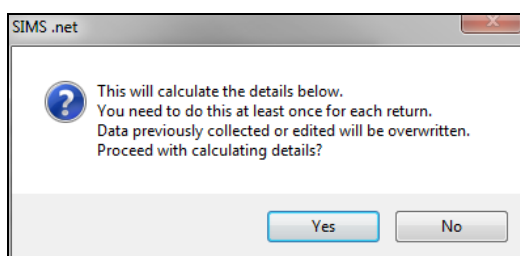 SIMS .net
This will calculate the details below.
You need to do this at least once for each return.
Data previously collected or edited will be overwritten.
Proceed with calculating details?
Yes
No